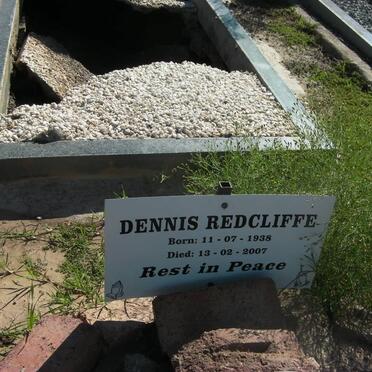 DENNIS REDCLIFFE
Born: 11 - 07 - 1938
Died: 13 - 02 - 2007
Rest in Peace